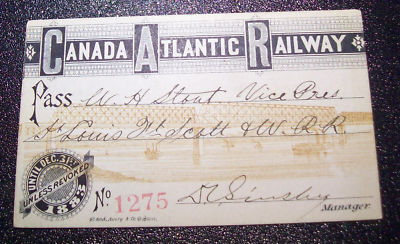 CANADA ATLANTIC RAILWAY
Pass W. H. Stout Vice Pres
St Louis Ft Scott & W. R R
UNTIL DEC. 31ST
UNLESS REVOKED
188
No 1275
Manager.